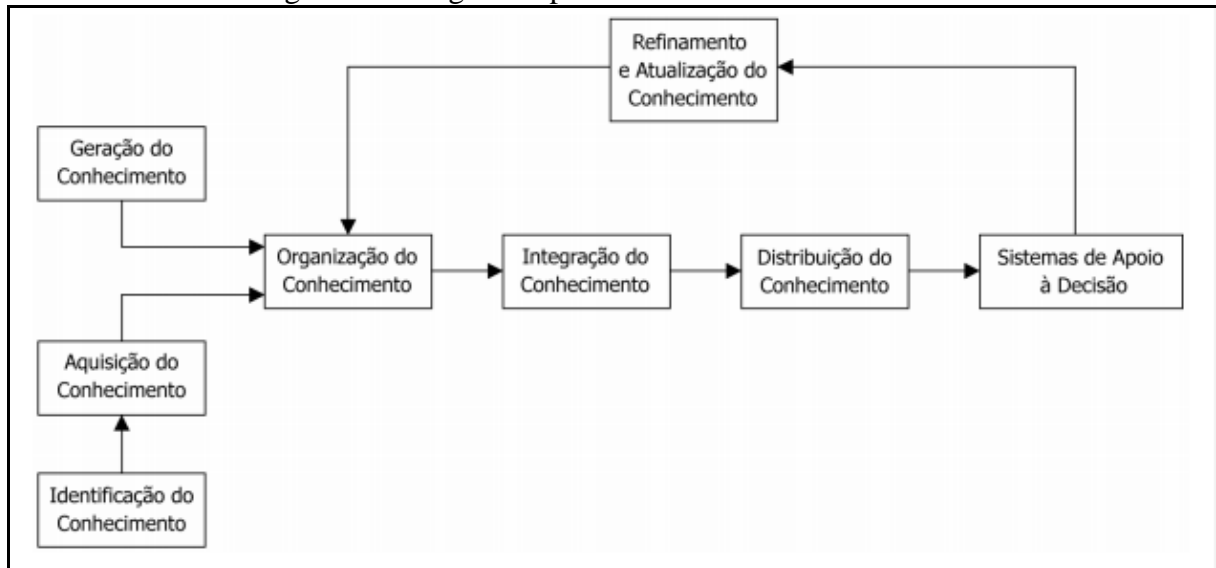 Refinamento
e Atualização do
Conhecimento
Geração do
Conhecimento
Organização do
Conhecimento
Integração do
Conhecimento
Distribuição do
Conhecimento
Sistemas de Apoio
à Decisão
Aquisição do
Conhecimento
Identificação do
Conhecimento